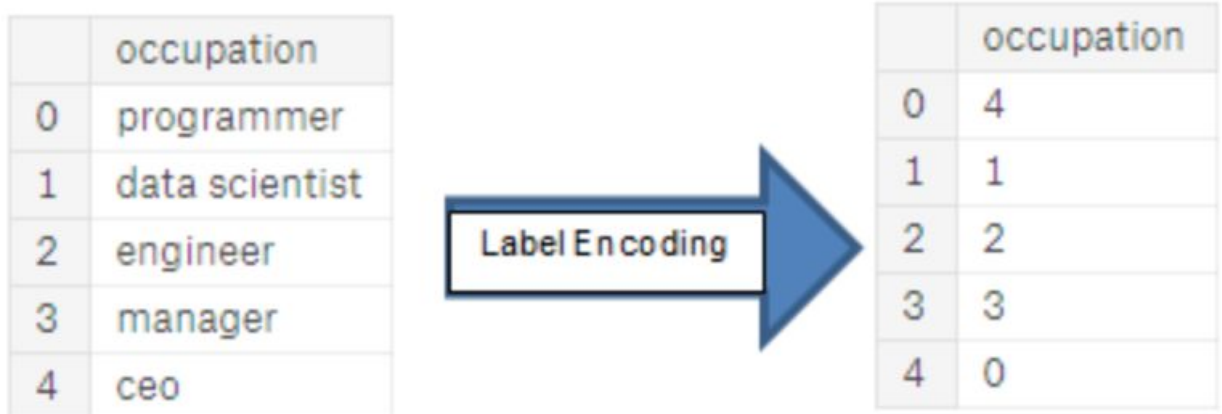 occupation
0 programmer
1 data scientist
2 engineer
3 manager
4 ceo
Label Encoding
occupation
0 4
1 1
2 2
3 3
4 0